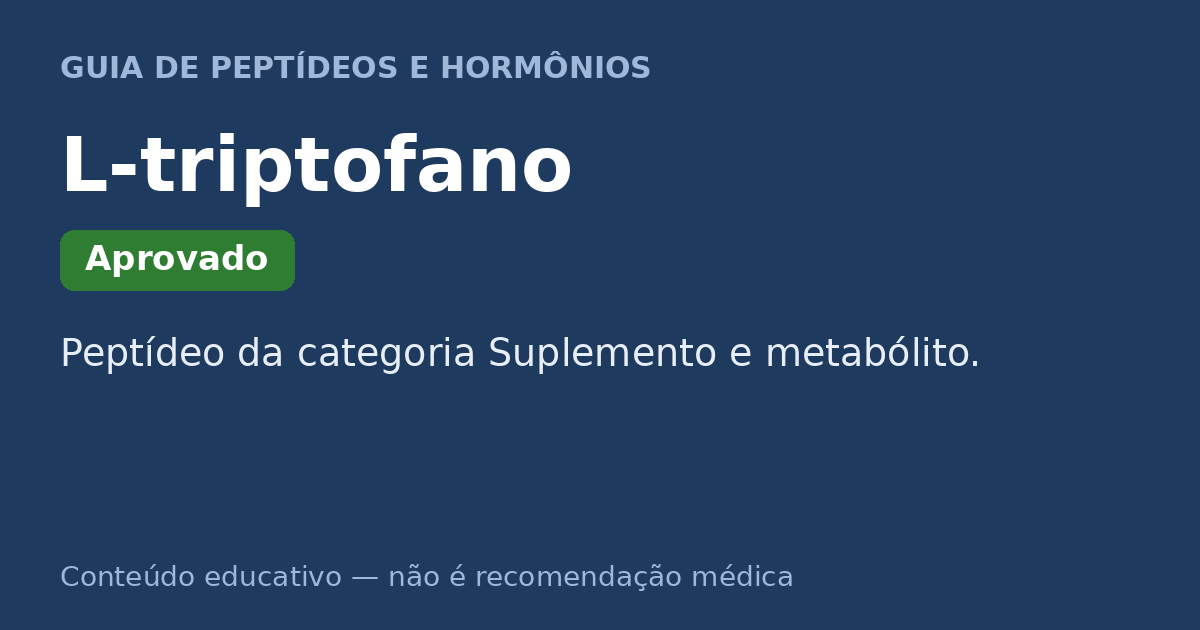 GUIA DE PEPTÍDEOS E HORMÔNIOS
L-triptofano
Aprovado
Peptídeo da categoria Suplemento e metabólito.
Conteúdo educativo — não é recomendação médica